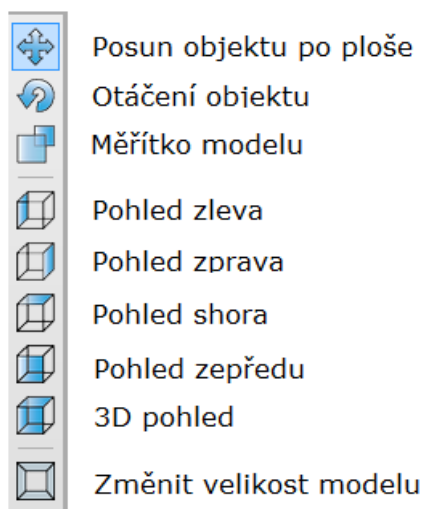 Posun objektu po ploše
Otáčení objektu
Měřítko modelu
Pohled zleva
Pohled zprava
Pohled shora
Pohled zepředu
3D pohled
Změnit velikost modelu